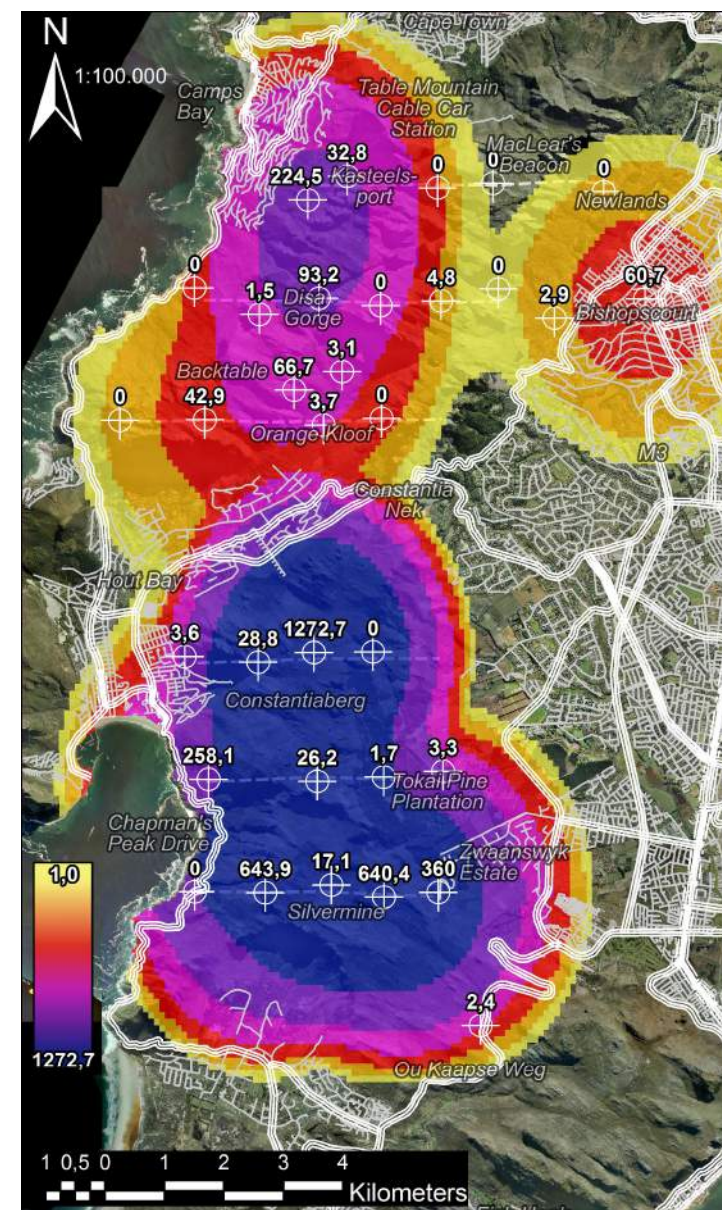 N
1:100.000
Cape Town
Camps
Bay
Table Mountain
Cable Car
Station
MacLear's
Beacon
32,8
Kasteels-
port
224,5
0
0
0
Newlands
0
1,5
93,2
Disa
Gorge
0
4,8
0
2,9
60,7
Bishopscourt
Backtable
66,7
3,1
0
42,9
3,7
0
Orange Kloof
M3
Constantia
Nek
Hout Bay
3,6
28,8
1272,7
0
Constantiaberg
258,1
26,2
1,7
3,3
Tokai Pine
Plantation
Chapman's
Peak Drive
Zwaanswyk
Estate
0
643,9
17,1
640,4
360
Silvermine
1,0
1272,7
2,4
Ou Kaapse Weg
1 0,5 0 1 2 3 4
Kilometers